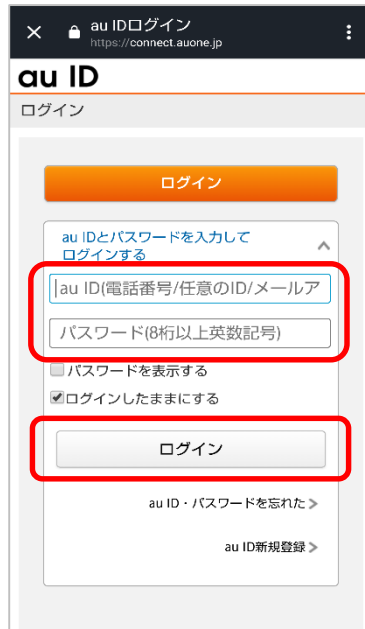 au IDログイン
https://connect.auone.jp
au ID
ログイン
ログイン
au IDとパスワードを入力して
ログインする
au ID(電話番号/任意のID/メールア
パスワード(8桁以上英数記号)
パスワードを表示する
ログインしたままにする
ログイン
au ID・パスワードを忘れた >
au ID新規登録 >